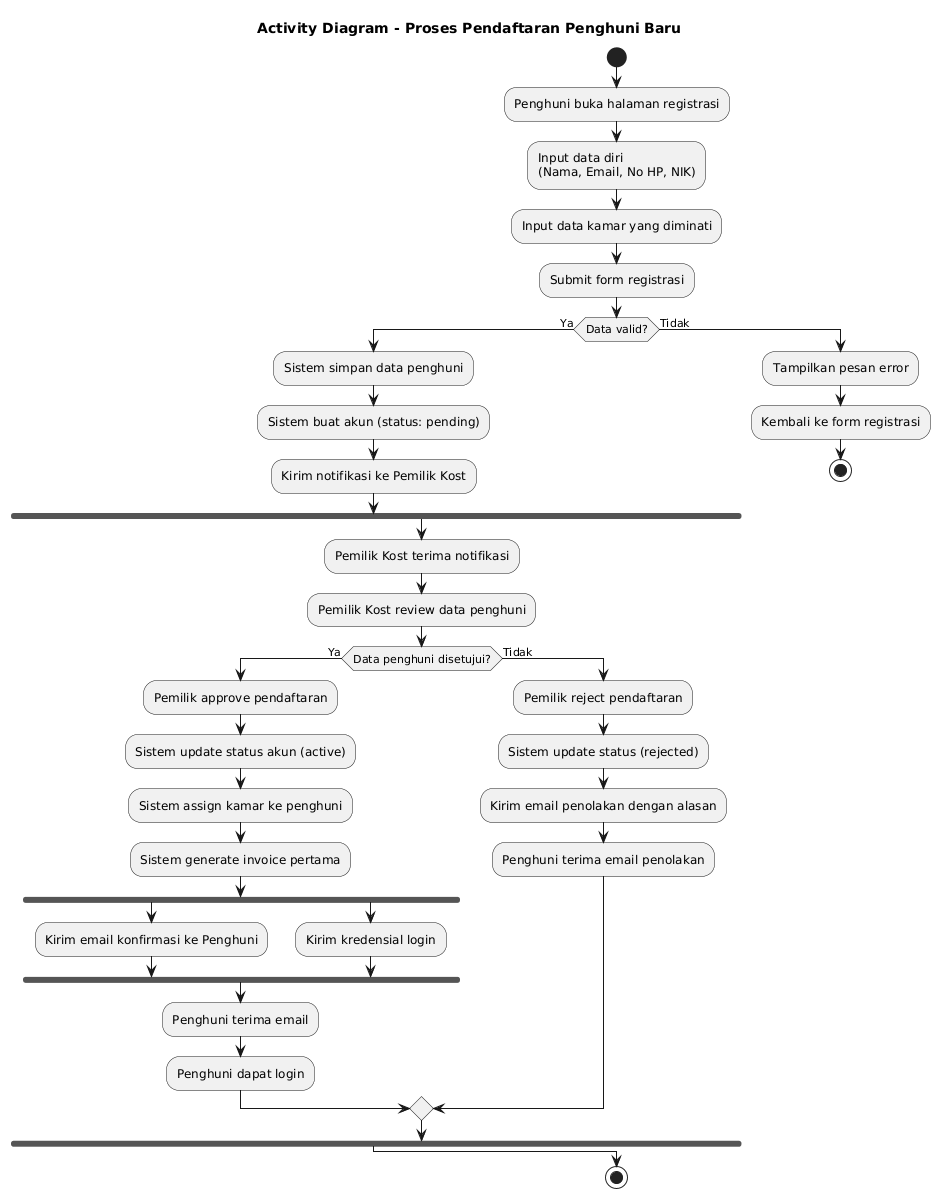 Activity Diagram - Proses Pendaftaran Penghuni Baru
Penghuni buka halaman registrasi
Input data diri
(Nama, Email, No HP, NIK)
Input data kamar yang diminati
Submit form registrasi
Data valid?
Ya
Tidak
Sistem simpan data penghuni
Sistem buat akun (status: pending)
Kirim notifikasi ke Pemilik Kost
Tampilkan pesan error
Kembali ke form registrasi
Pemilik Kost terima notifikasi
Pemilik Kost review data penghuni
Data penghuni disetujui?
Ya
Tidak
Pemilik approve pendaftaran
Sistem update status akun (active)
Sistem assign kamar ke penghuni
Sistem generate invoice pertama
Kirim email konfirmasi ke Penghuni
Kirim kredensial login
Penghuni terima email
Penghuni dapat login
Pemilik reject pendaftaran
Sistem update status (rejected)
Kirim email penolakan dengan alasan
Penghuni terima email penolakan